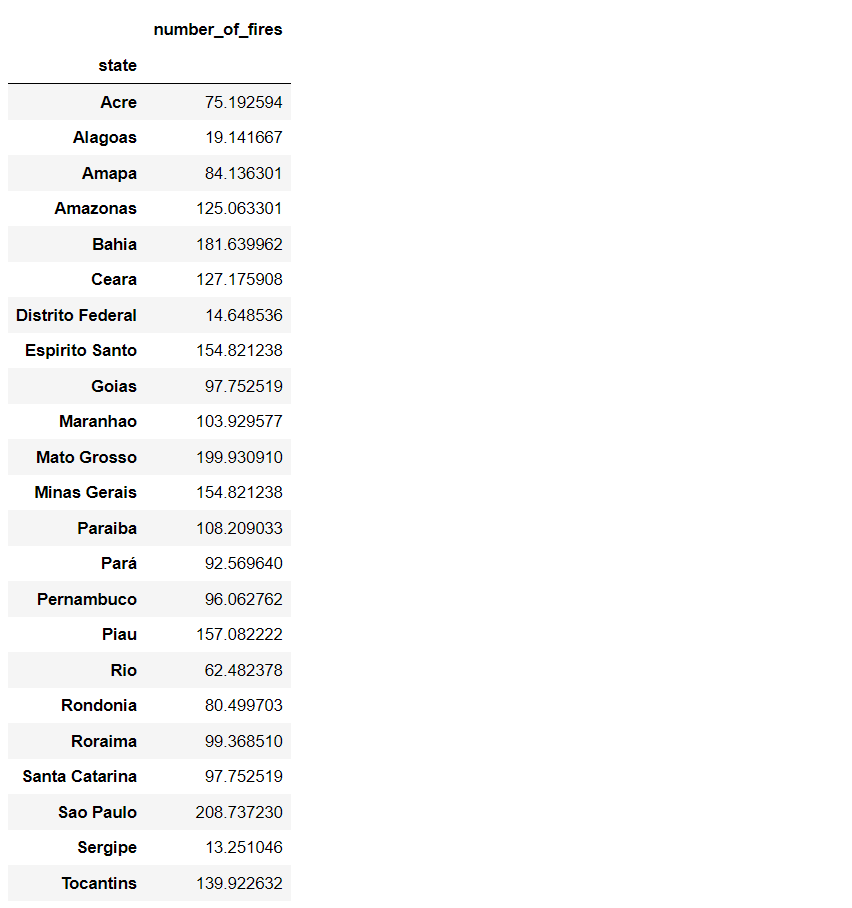 number_of_fires
state
Acre 75.192594
Alagoas 19.141667
Amapa 84.136301
Amazonas 125.063301
Bahia 181.639962
Ceara 127.175908
Distrito Federal 14.648536
Espirito Santo 154.821238
Goias 97.752519
Maranhao 103.929577
Mato Grosso 199.930910
Minas Gerais 154.821238
Paraiba 108.209033
Pará 92.569640
Pernambuco 96.062762
Piau 157.082222
Rio 62.482378
Rondonia 80.499703
Roraima 99.368510
Santa Catarina 97.752519
Sao Paulo 208.737230
Sergipe 13.251046
Tocantins 139.922632